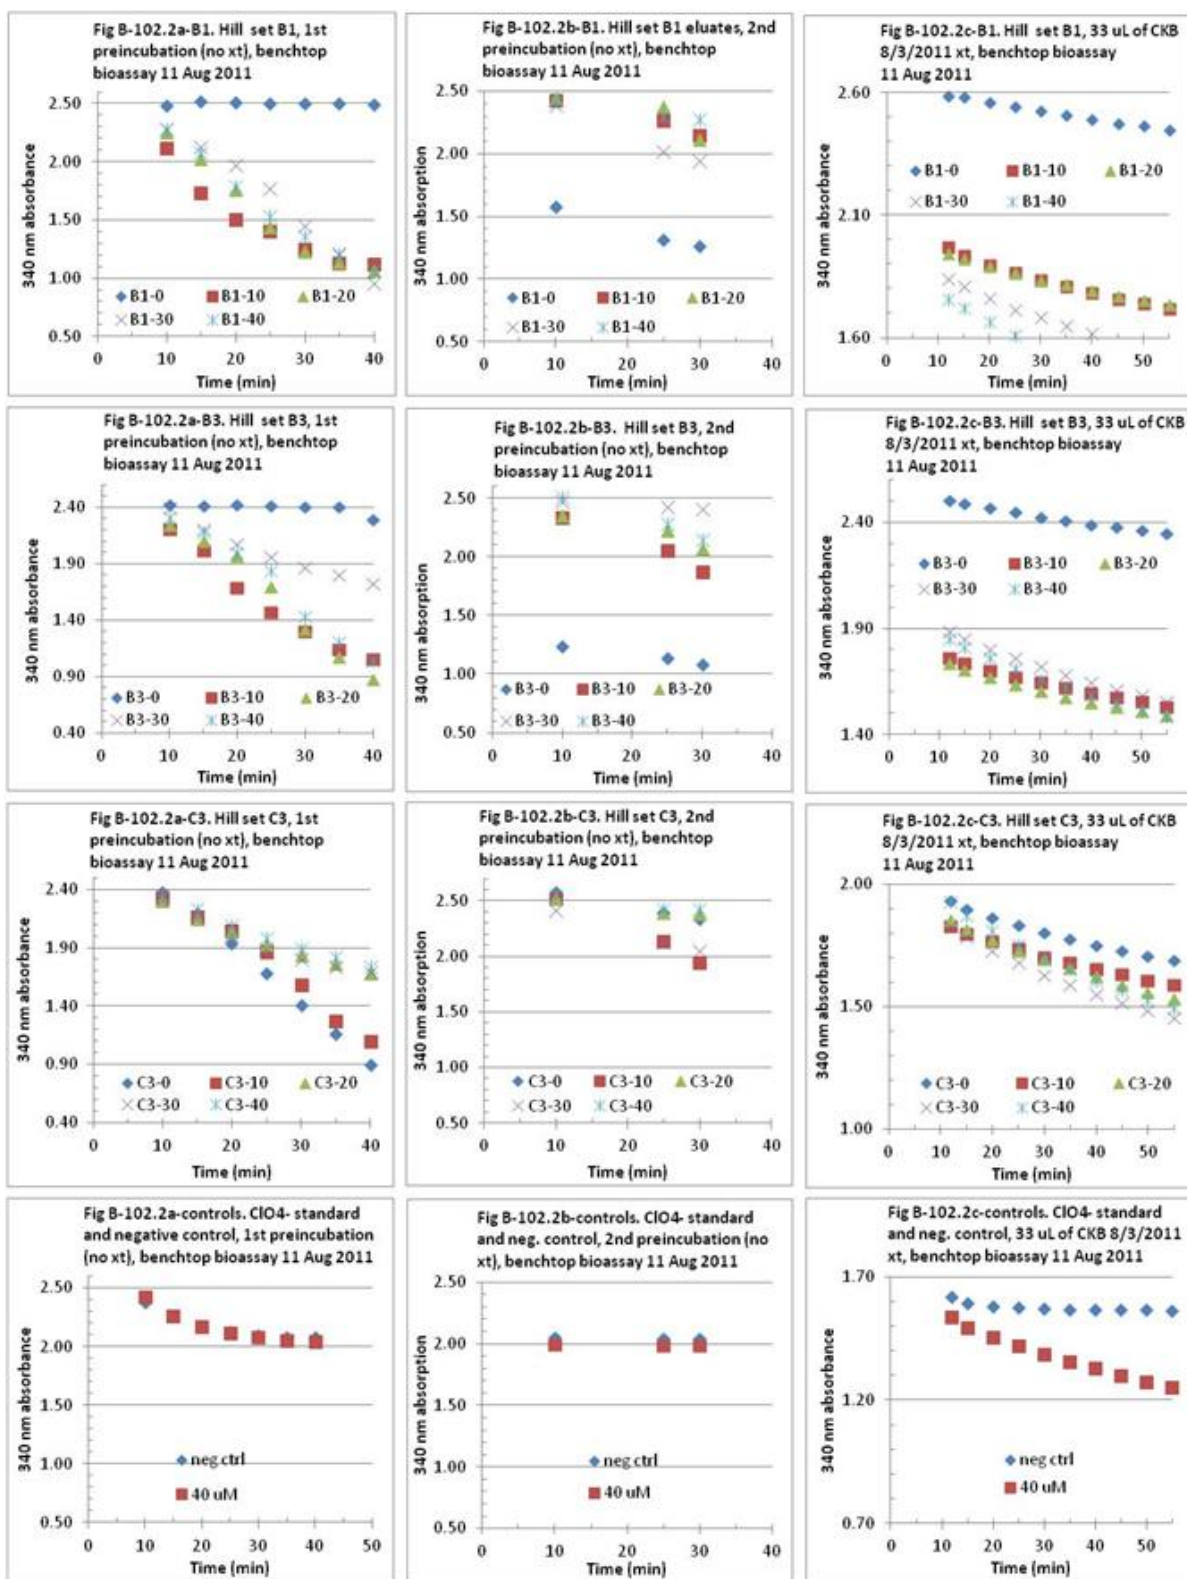 Fig B-102.2a-B1. Hill set B1, 1st
preincubation (no xt), benchtop
bioassay 11 Aug 2011
2.50
2.00
1.50
1.00
0.50
340 nm absorbance
B1-0 B1-10 B1-20
B1-30 B1-40
0 10 20 30 40
Time (min)
Fig B-102.2b-B1. Hill set B1 eluates, 2nd
preincubation (no xt), benchtop
bioassay 11 Aug 2011
2.50
2.00
1.50
1.00
0.50
340 nm absorption
B1-0 B1-10 B1-20
B1-30 B1-40
0 10 20 30 40
Time (min)
Fig B-102.2c-B1. Hill set B1, 33 uL of CKB
8/3/2011 xt, benchtop bioassay
11 Aug 2011
2.60
2.10
1.60
340 nm absorbance
B1-0 B1-10 B1-20
B1-30 B1-40
0 10 20 30 40 50
Time (min)
Fig B-102.2a-B3. Hill set B3, 1st
preincubation (no xt), benchtop
bioassay 11 Aug 2011
2.40
1.90
1.40
0.90
0.40
340 nm absorbance
B3-0 B3-10 B3-20
B3-30 B3-40
0 10 20 30 40
Time (min)
Fig B-102.2b-B3. Hill set B3, 2nd
preincubation (no xt), benchtop
bioassay 11 Aug 2011
2.50
2.00
1.50
1.00
0.50
340 nm absorption
B3-0 B3-10 B3-20
B3-30 B3-40
0 10 20 30 40
Time (min)
Fig B-102.2c-B3. Hill set B3, 33 uL of CKB
8/3/2011 xt, benchtop bioassay
11 Aug 2011
2.40
1.90
1.40
340 nm absorbance
B3-0 B3-10 B3-20
B3-30 B3-40
0 10 20 30 40 50
Time (min)
Fig B-102.2a-C3. Hill set C3, 1st
preincubation (no xt), benchtop
bioassay 11 Aug 2011
2.40
1.90
1.40
0.90
0.40
340 nm absorbance
C3-0 C3-10 C3-20
C3-30 C3-40
0 10 20 30 40
Time (min)
Fig B-102.2b-C3. Hill set C3, 2nd
preincubation (no xt), benchtop
bioassay 11 Aug 2011
2.50
2.00
1.50
1.00
0.50
340 nm absorption
C3-0 C3-10 C3-20
C3-30 C3-40
0 10 20 30 40
Time (min)
Fig B-102.2c-C3. Hill set C3, 33 uL of CKB
8/3/2011 xt, benchtop bioassay
11 Aug 2011
2.00
1.50
1.00
340 nm absorbance
C3-0 C3-10 C3-20
C3-30 C3-40
0 10 20 30 40 50
Time (min)
Fig B-102.2a-controls. ClO4- standard
and negative control, 1st preincubation
(no xt), benchtop bioassay 11 Aug 2011
2.50
2.00
1.50
1.00
0.50
340 nm absorbance
neg ctrl
40 uM
0 10 20 30 40 50
Time (min)
Fig B-102.2b-controls. ClO4- standard
and neg. control, 2nd preincubation (no
xt), benchtop bioassay 11 Aug 2011
2.50
2.00
1.50
1.00
0.50
340 nm absorption
neg ctrl
40 uM
0 10 20 30 40
Time (min)
Fig B-102.2c-controls. ClO4- standard
and neg. control, 33 uL of CKB 8/3/2011
xt, benchtop bioassay 11 Aug 2011
1.70
1.20
0.70
340 nm absorbance
neg ctrl
40 uM
0 10 20 30 40 50
Time (min)